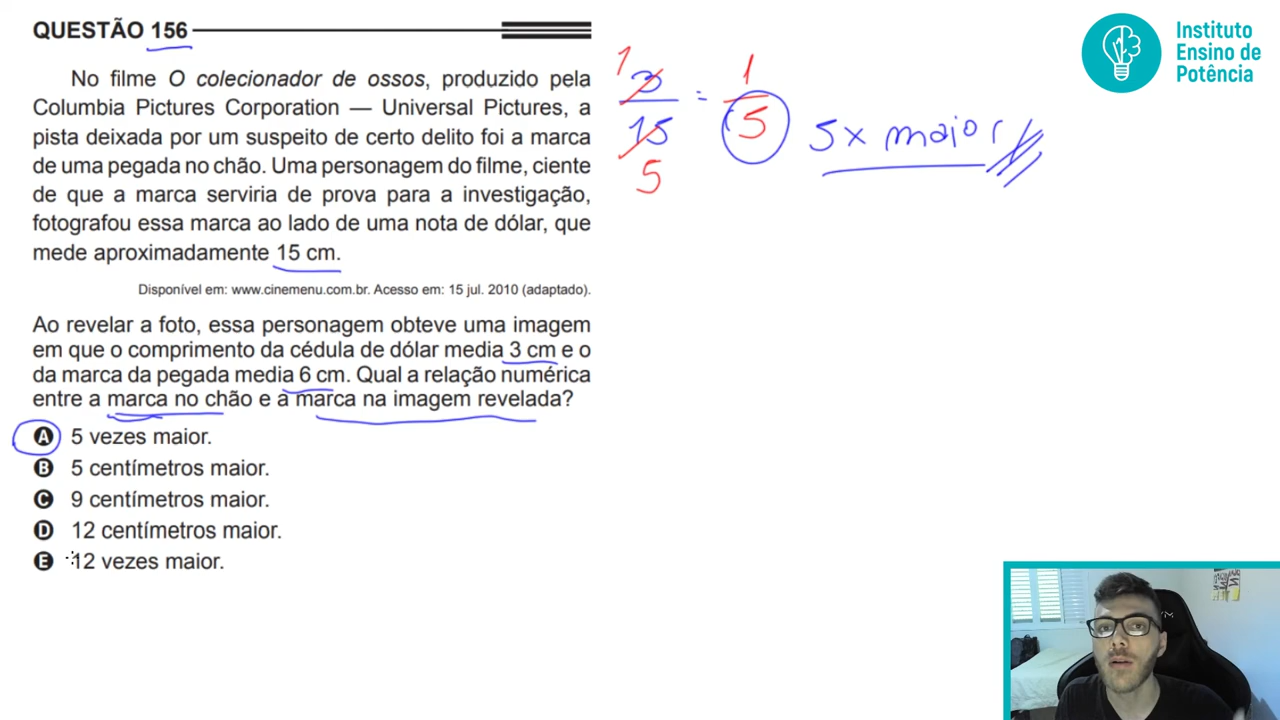 QUESTÃO 156
No filme O colecionador de ossos, produzido pela
Columbia Pictures Corporation — Universal Pictures, a
pista deixada por um suspeito de certo delito foi a marca
de uma pegada no chão. Uma personagem do filme, ciente
de que a marca serviria de prova para a investigação,
fotografou essa marca ao lado de uma nota de dólar, que
mede aproximadamente 15 cm.
Disponível em: www.cinemenu.com.br. Acesso em: 15 jul. 2010 (adaptado).
Ao revelar a foto, essa personagem obteve uma imagem
em que o comprimento da cédula de dólar media 3 cm e o
da marca da pegada media 6 cm. Qual a relação numérica
entre a marca no chão e a marca na imagem revelada?
A 5 vezes maior.
B 5 centímetros maior.
C 9 centímetros maior.
D 12 centímetros maior.
E 12 vezes maior.
1 3 = 1
15 5
5
5x maior
Instituto
Ensino de
Potência